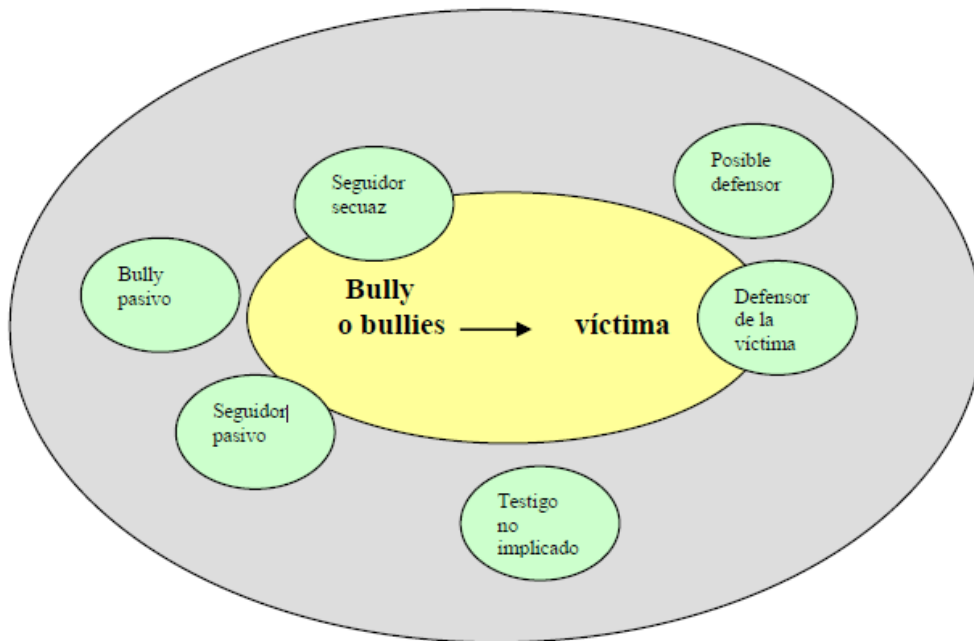 Posible
defensor
Seguidor
secuaz
Bully
pasivo
Bully
o bullies
víctima
Defensor
de la
víctima
Seguidor
pasivo
Testigo
no
implicado